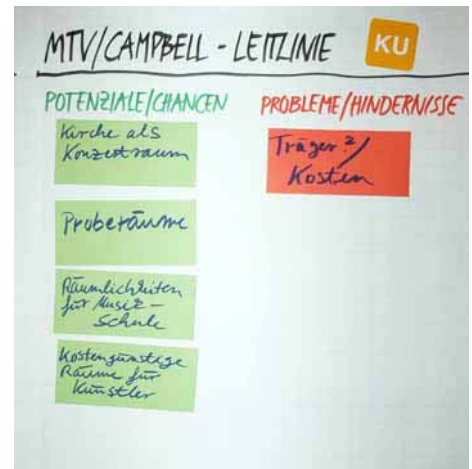 MTV/CAMPBELL - LEITLINIE KU
POTENZIALE/CHANCEN
Kirche als
Konzertraum
Proberäume
Räumlichkeiten
für Musik-
schule
Kostengünstige
Räume für
Künstler
PROBLEME/HINDERNISSE
Träger?/
Kosten